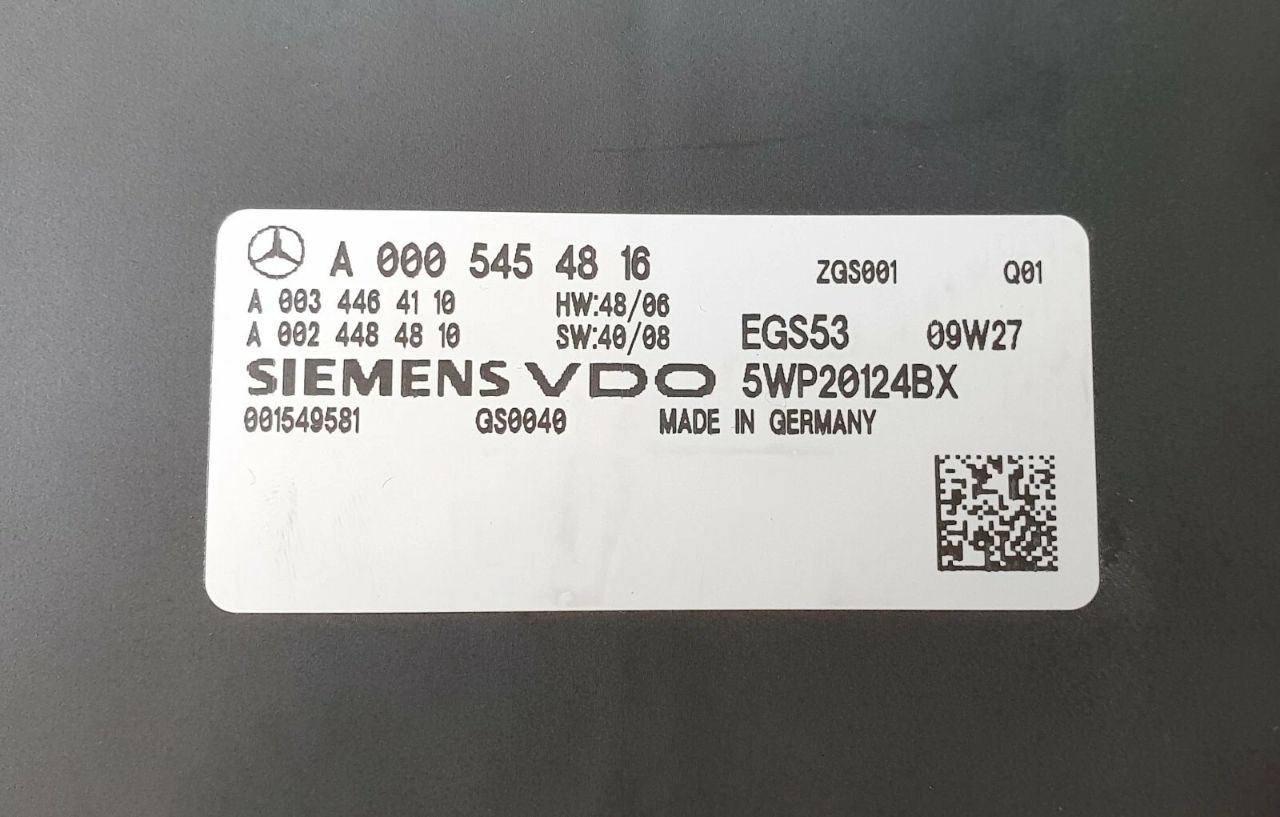 A 000 545 48 16 ZGS001 Q01
A 003 446 41 10 HW:48/06
A 002 448 48 10 SW:40/08 EGS53 09W27
SIEMENS VDO 5WP20124BX
001549581 GS0040 MADE IN GERMANY